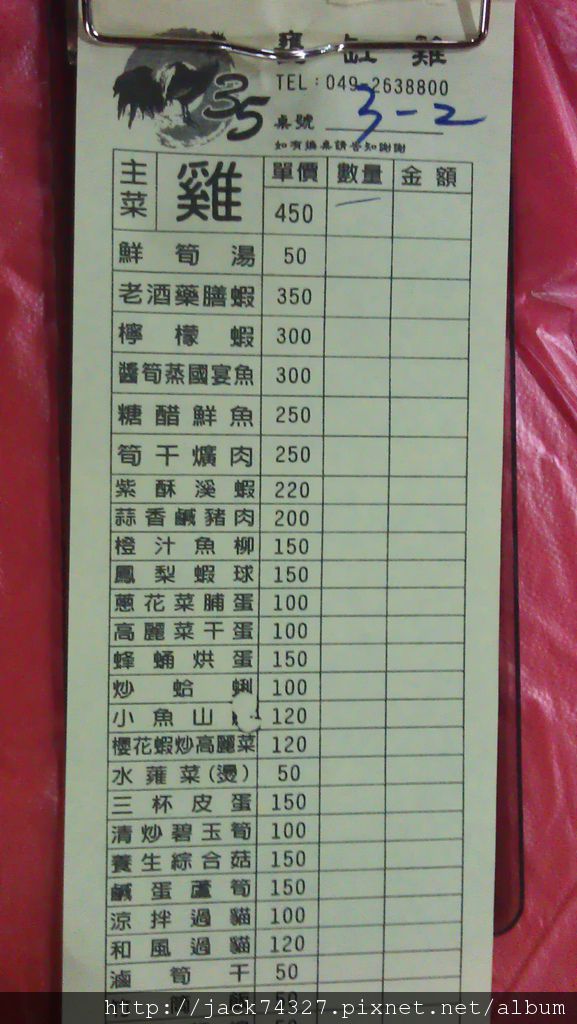 甕缸雞
35
TEL：049-2638800
桌號 3-2
如有換桌請告知謝謝
主菜 雞 單價 數量 金額
450 一
鮮筍湯 50
老酒藥膳蝦 350
檸檬蝦 300
醬筍蒸國宴魚 300
糖醋鮮魚 250
筍干爌肉 250
紫酥溪蝦 220
蒜香鹹豬肉 200
橙汁魚柳 150
鳳梨蝦球 150
蔥花菜脯蛋 100
高麗菜干蛋 100
蜂蛹烘蛋 150
炒蛤蜊 100
小魚山 120
櫻花蝦炒高麗菜 120
水蕹菜(燙) 50
三杯皮蛋 150
清炒碧玉筍 100
養生綜合菇 150
鹹蛋蘆筍 150
涼拌過貓 100
和風過貓 120
滷筍干 50
http://jack74327.pixnet.net/album